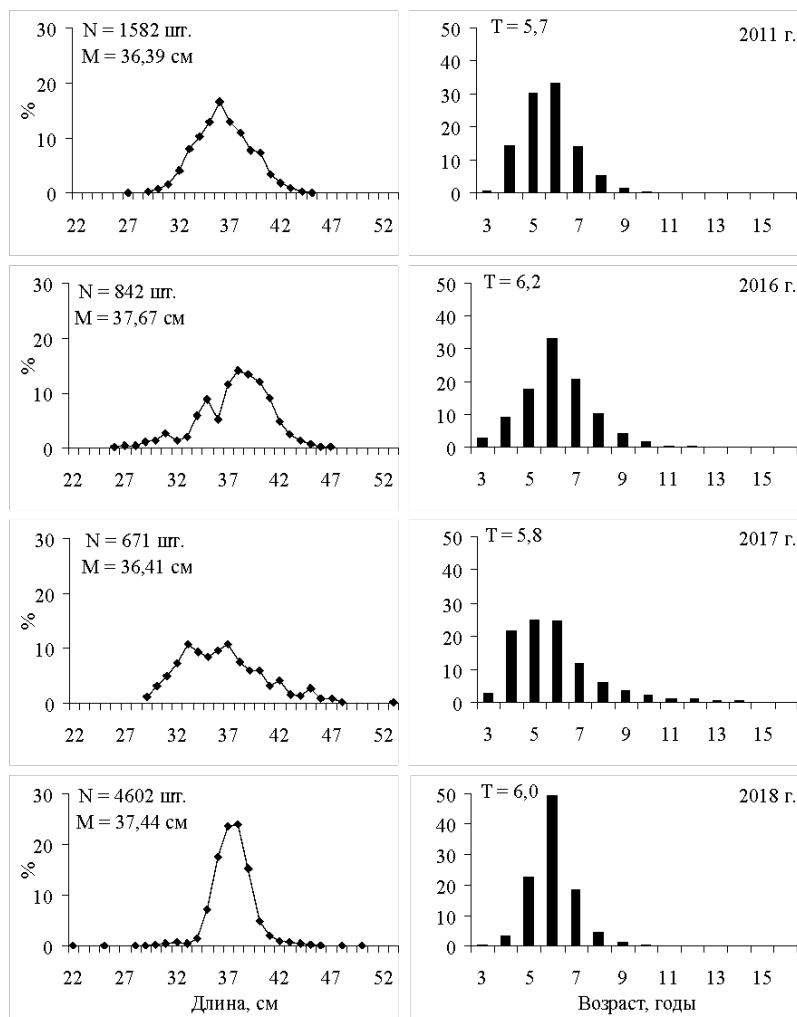 N = 1582 шт.
M = 36,39 см
%
30
20
10
0
22 27 32 37 42 47 52
T = 5,7
2011 г.
50
40
30
20
10
0
3 5 7 9 11 13 15
N = 842 шт.
M = 37,67 см
%
30
20
10
0
22 27 32 37 42 47 52
T = 6,2
2016 г.
50
40
30
20
10
0
3 5 7 9 11 13 15
N = 671 шт.
M = 36,41 см
%
30
20
10
0
22 27 32 37 42 47 52
T = 5,8
2017 г.
50
40
30
20
10
0
3 5 7 9 11 13 15
N = 4602 шт.
M = 37,44 см
%
30
20
10
0
22 27 32 37 42 47 52
Длина, см
T = 6,0
2018 г.
50
40
30
20
10
0
3 5 7 9 11 13 15
Возраст, годы